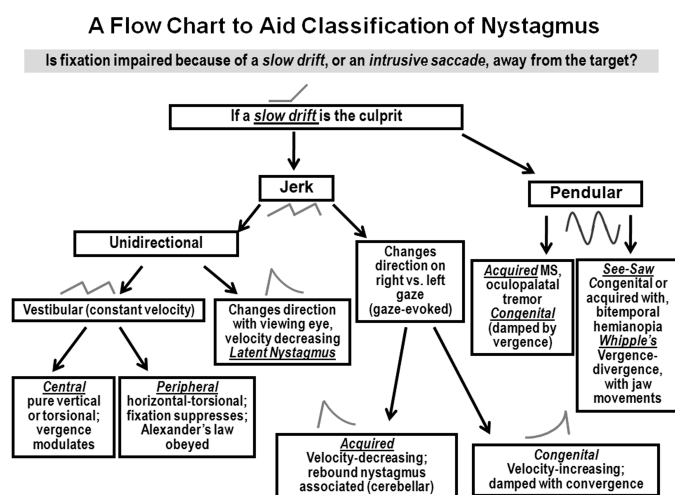 A Flow Chart to Aid Classification of Nystagmus
Is fixation impaired because of a slow drift, or an intrusive saccade, away from the target?
If a slow drift is the culprit
Jerk
Pendular
Unidirectional
Changes
direction on
right vs. left
gaze
(gaze-evoked)
Acquired MS,
oculopalatal
tremor
Congenital
(damped by
vergence)
See-Saw
Congenital or
acquired with,
bitemporal
hemianopia
Whipple's
Vergence-
divergence,
with jaw
movements
Vestibular (constant velocity)
Changes direction
with viewing eye,
velocity decreasing
Latent Nystagmus
Central
pure vertical
or torsional;
vergence
modulates
Peripheral
horizontal-torsional;
fixation suppresses;
Alexander's law
obeyed
Acquired
Velocity-decreasing;
rebound nystagmus
associated (cerebellar)
Congenital
Velocity-increasing;
damped with convergence